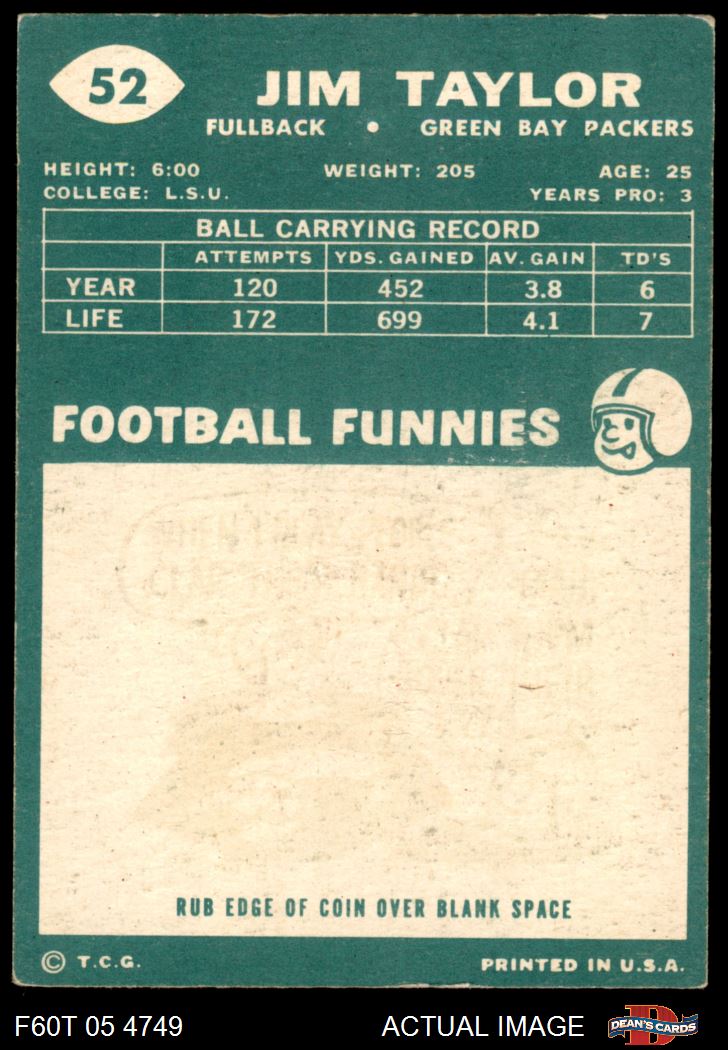 52
JIM TAYLOR
FULLBACK • GREEN BAY PACKERS
HEIGHT: 6:00 WEIGHT: 205 AGE: 25
COLLEGE: L.S.U. YEARS PRO: 3
BALL CARRYING RECORD
ATTEMPTS YDS. GAINED AV. GAIN TD'S
YEAR 120 452 3.8 6
LIFE 172 699 4.1 7
FOOTBALL FUNNIES
RUB EDGE OF COIN OVER BLANK SPACE
© T.C.G. PRINTED IN U.S.A.
F60T 05 4749 ACTUAL IMAGE D DEAN'S CARDS